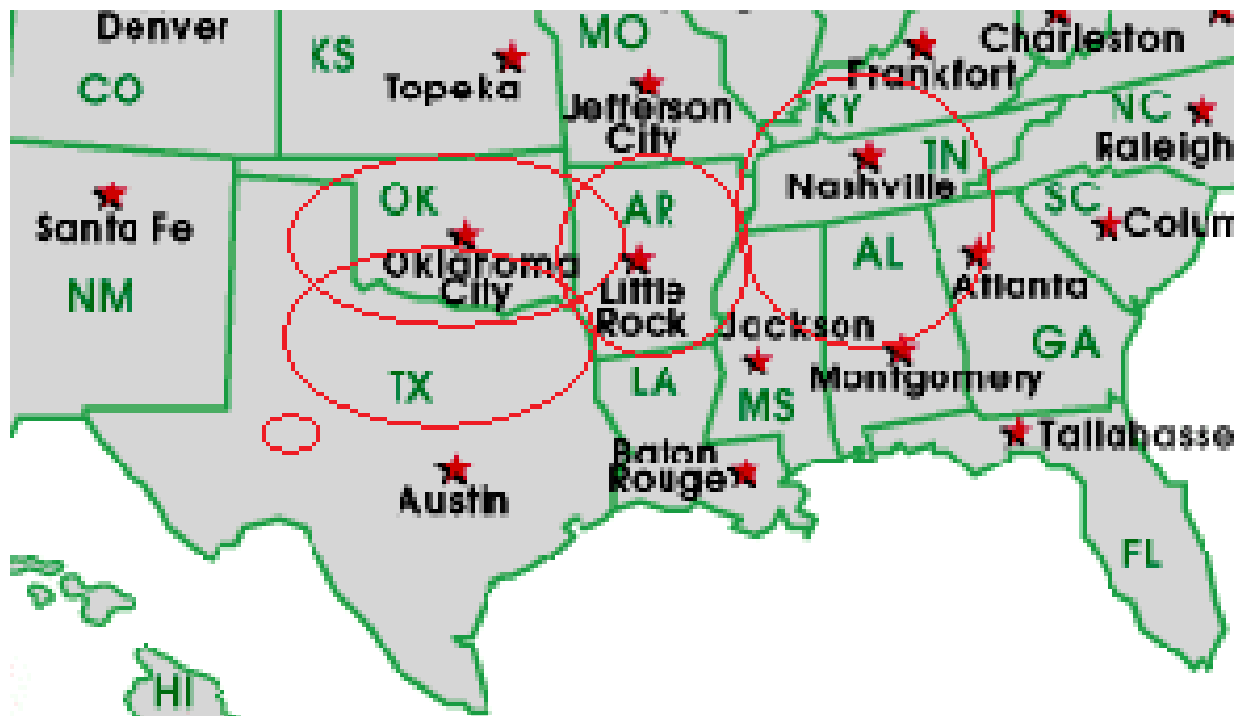 Denver
CO
KS
Topeka
MO
Jefferson
City
Frankfort
Charleston
KY
NC
Raleigh
TN
Nashville
Santa Fe
NM
OK
Oklahoma
City
AR
Little
Rock
SC
Colum
AL
Atlanta
GA
Jackson
MS
Montgomery
TX
LA
Baton
Rouge
Austin
Tallahasse
FL
HI